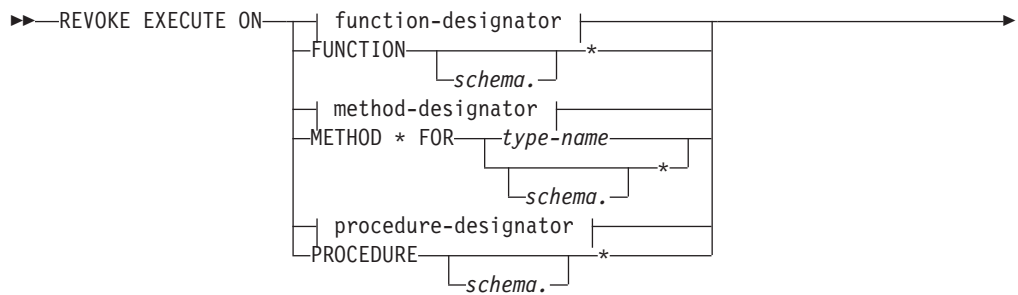 REVOKE EXECUTE ON function-designator
FUNCTION *
schema.
method-designator
METHOD * FOR type-name
*
schema.
procedure-designator
PROCEDURE *
schema.